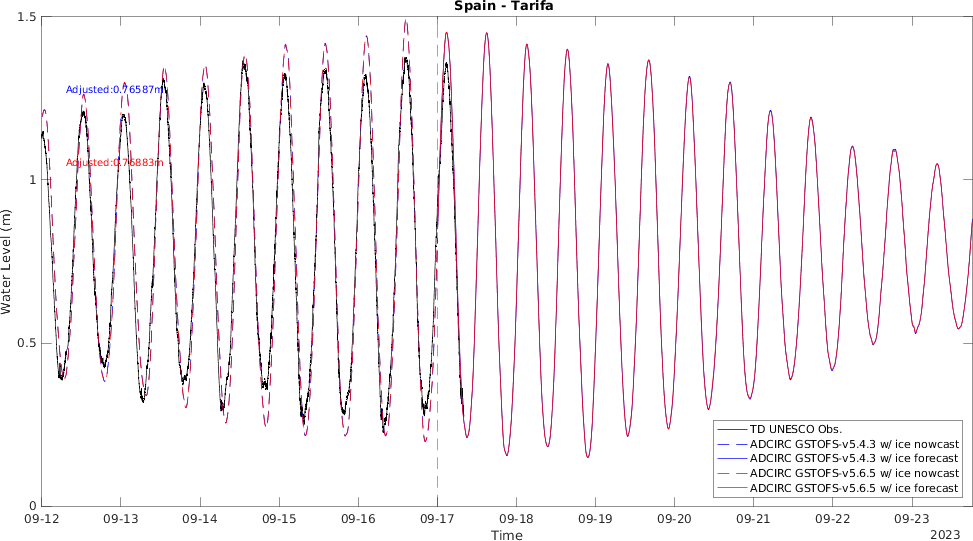 Spain - Tarifa
1.5
1
0.5
0
Water Level (m)
Adjusted:0.76587m
Adjusted:0.76883m
TD UNESCO Obs.
ADCIRC GSTOFS-v5.4.3 w/ ice nowcast
ADCIRC GSTOFS-v5.4.3 w/ ice forecast
ADCIRC GSTOFS-v5.6.5 w/ ice nowcast
ADCIRC GSTOFS-v5.6.5 w/ ice forecast
09-12 09-13 09-14 09-15 09-16 09-17 09-18 09-19 09-20 09-21 09-22 09-23
Time
2023